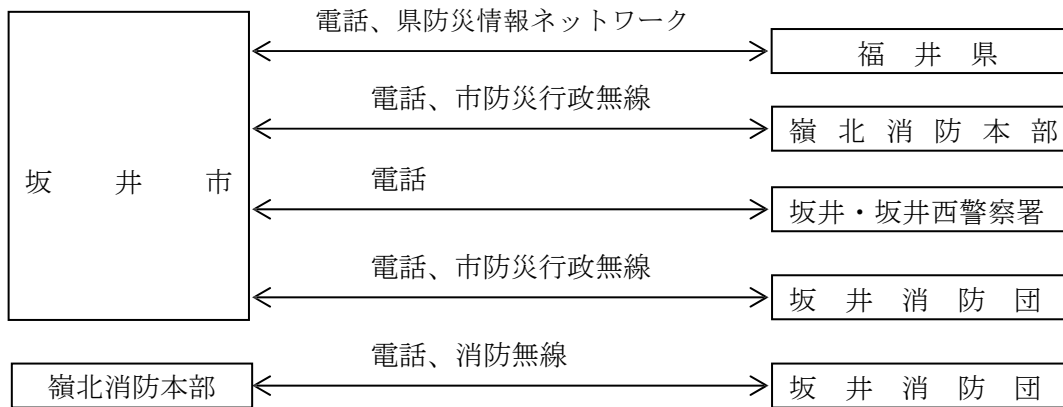 電話、県防災情報ネットワーク
福井県
電話、市防災行政無線
嶺北消防本部
坂井市
電話
坂井・坂井西警察署
電話、市防災行政無線
坂井消防団
電話、消防無線
嶺北消防本部
坂井消防団